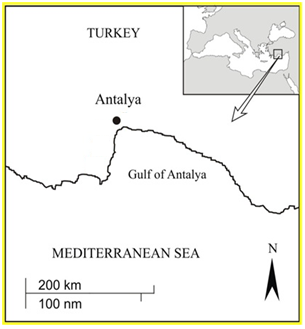 TURKEY
Antalya
Gulf of Antalya
MEDITERRANEAN SEA
N
200 km
100 nm